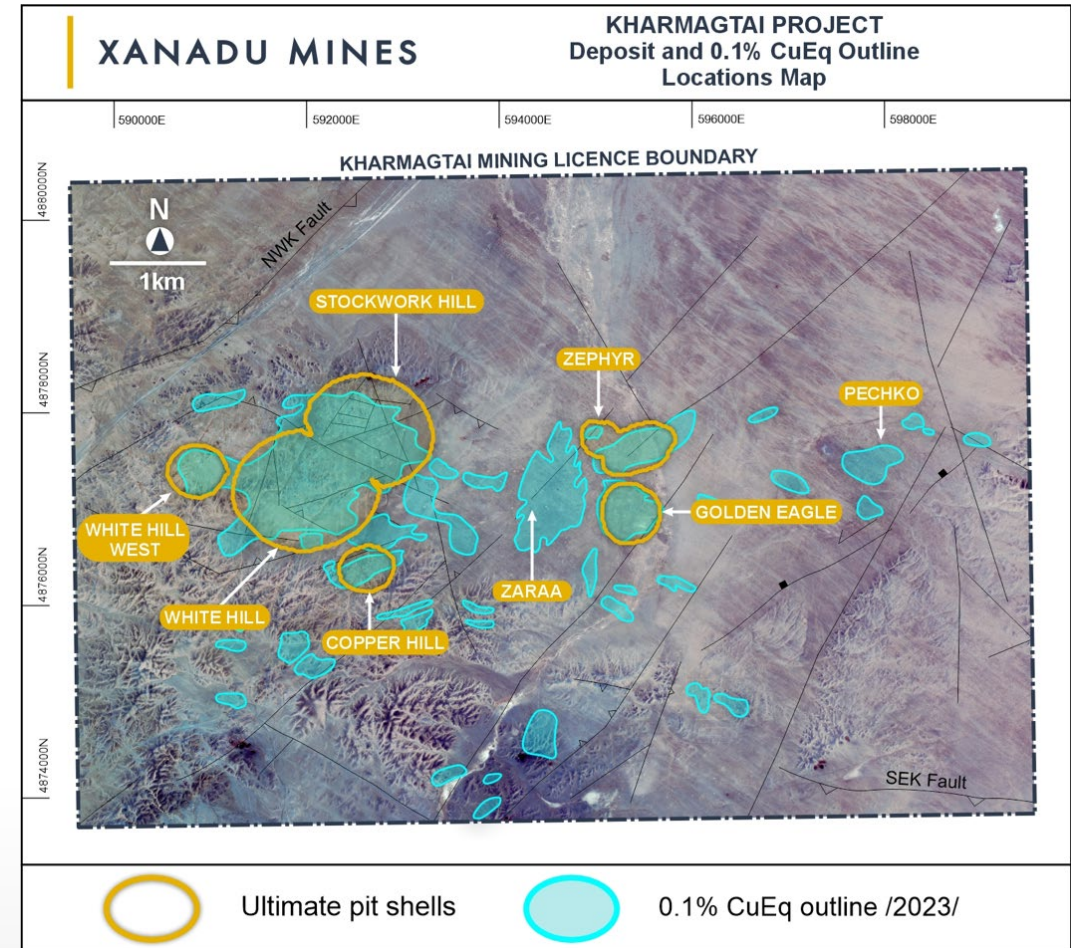 XANADU MINES
KHARMAGTAI PROJECT
Deposit and 0.1% CuEq Outline
Locations Map
590000E
592000E
594000E
596000E
598000E
KHARMAGTAI MINING LICENCE BOUNDARY
4880000N
4878000N
4876000N
4874000N
N
1km
NWK Fault
STOCKWORK HILL
ZEPHYR
PECHKO
WHITE HILL
WEST
GOLDEN EAGLE
ZARAA
WHITE HILL
COPPER HILL
SEK Fault
Ultimate pit shells
0.1% CuEq outline /2023/